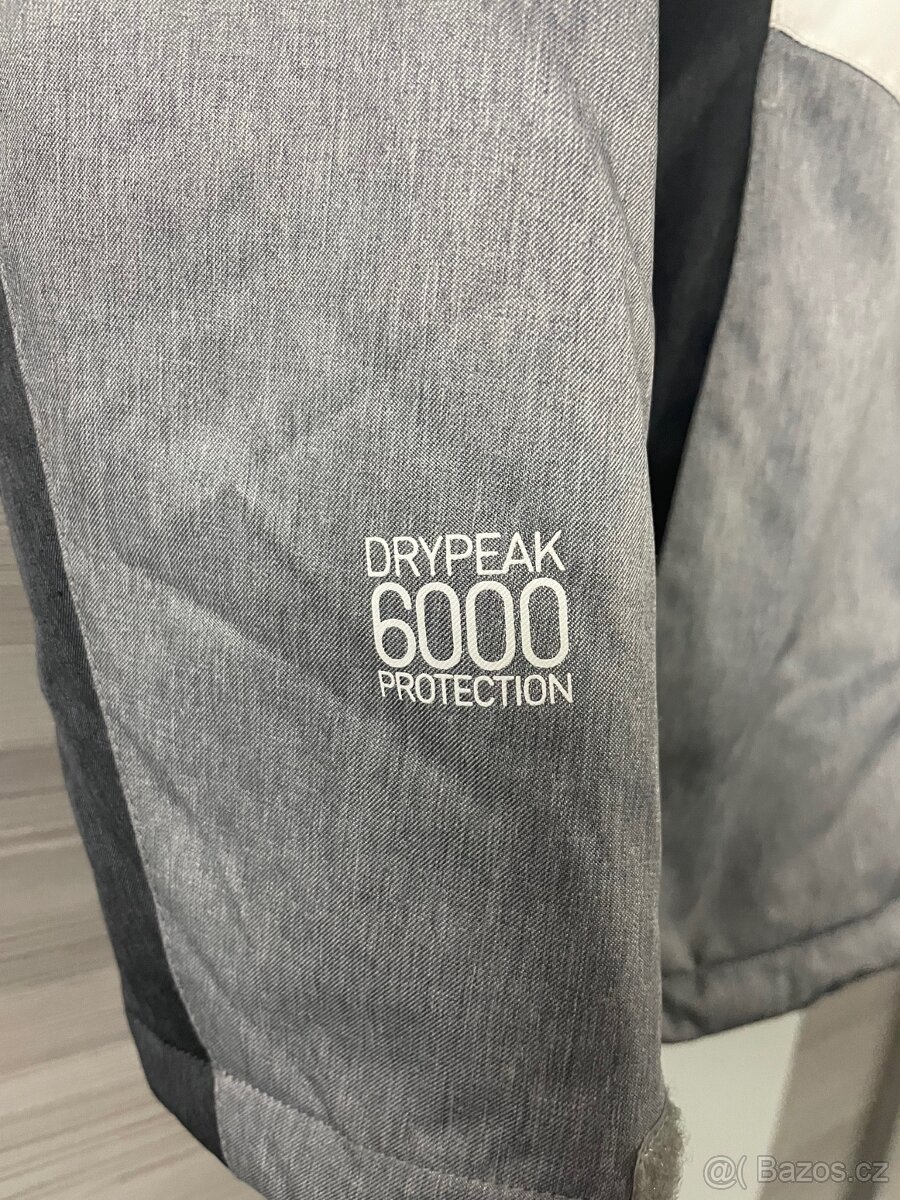 DRYPEAK
6000
PROTECTION
@( Bazos.cz